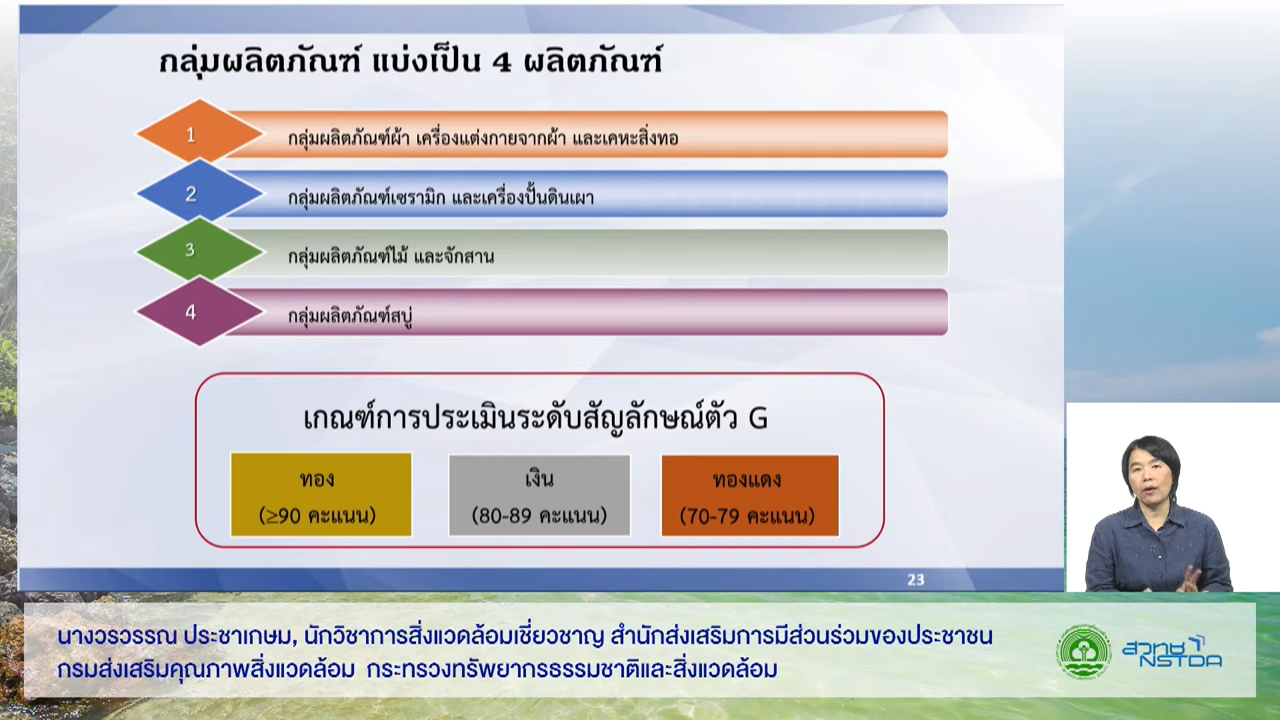 กลุ่มผลิตภัณฑ์ แบ่งเป็น 4 ผลิตภัณฑ์
1 กลุ่มผลิตภัณฑ์ผ้า เครื่องแต่งกายจากผ้า และเคหะสิ่งทอ
2 กลุ่มผลิตภัณฑ์เซรามิก และเครื่องปั้นดินเผา
3 กลุ่มผลิตภัณฑ์ไม้ และจักสาน
4 กลุ่มผลิตภัณฑ์สบู่
เกณฑ์การประเมินระดับสัญลักษณ์ตัว G
ทอง
(≥90 คะแนน)
เงิน
(80-89 คะแนน)
ทองแดง
(70-79 คะแนน)
23
นางวรวรรณ ประชาเกษม, นักวิชาการสิ่งแวดล้อมเชี่ยวชาญ สำนักส่งเสริมการมีส่วนร่วมของประชาชน
กรมส่งเสริมคุณภาพสิ่งแวดล้อม กระทรวงทรัพยากรธรรมชาติและสิ่งแวดล้อม
สวทช
NSTDA